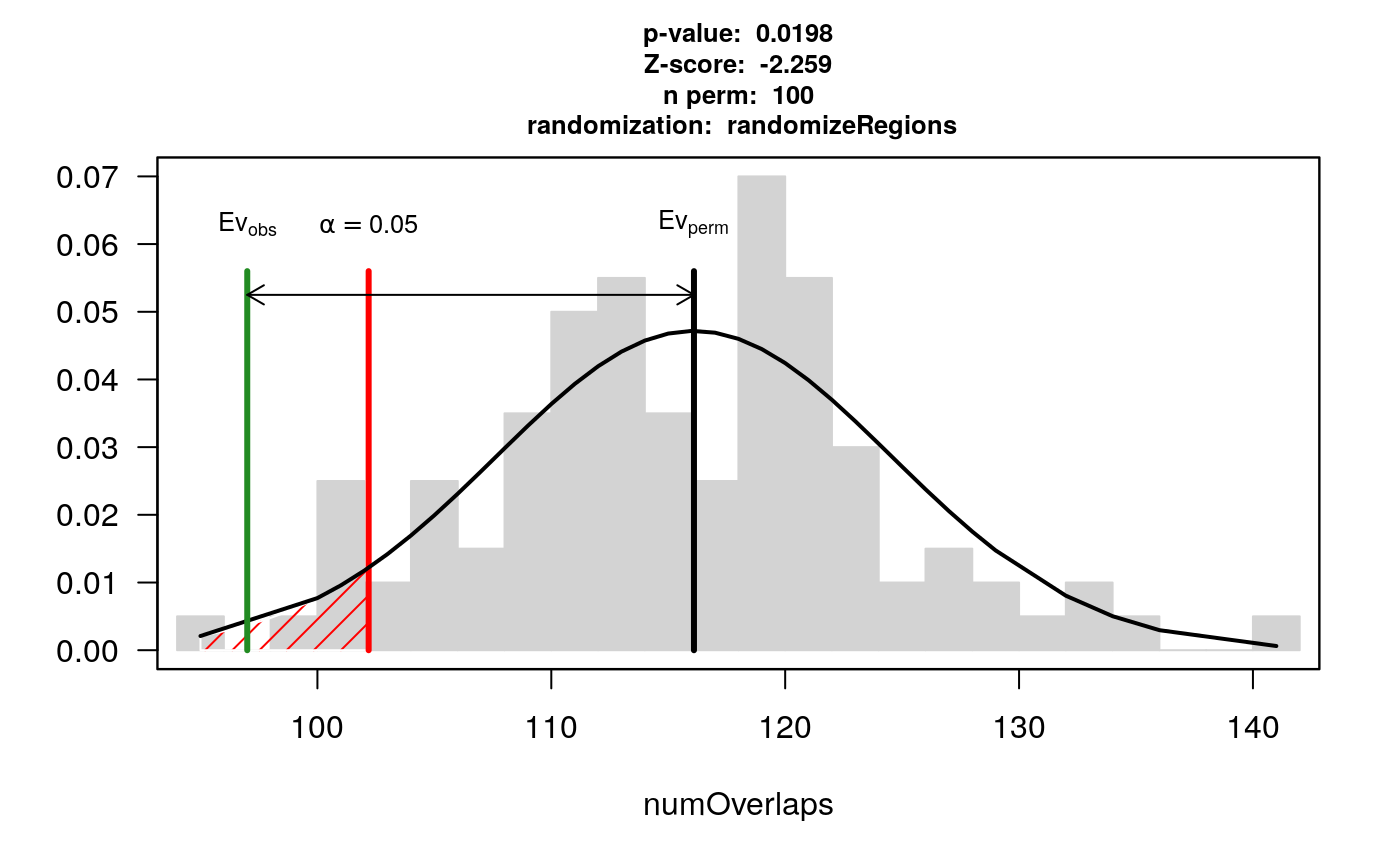 p-value: 0.0198
Z-score: -2.259
n perm: 100
randomization: randomizeRegions
0.07
0.06
0.05
0.04
0.03
0.02
0.01
0.00
Evobs
α = 0.05
Evperm
100 110 120 130 140
numOverlaps